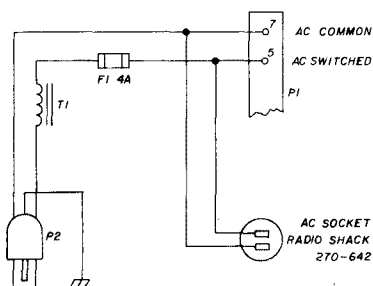 7 AC COMMON
5 AC SWITCHED
F1 4A
P1
T1
P2
AC SOCKET
RADIO SHACK
270-642